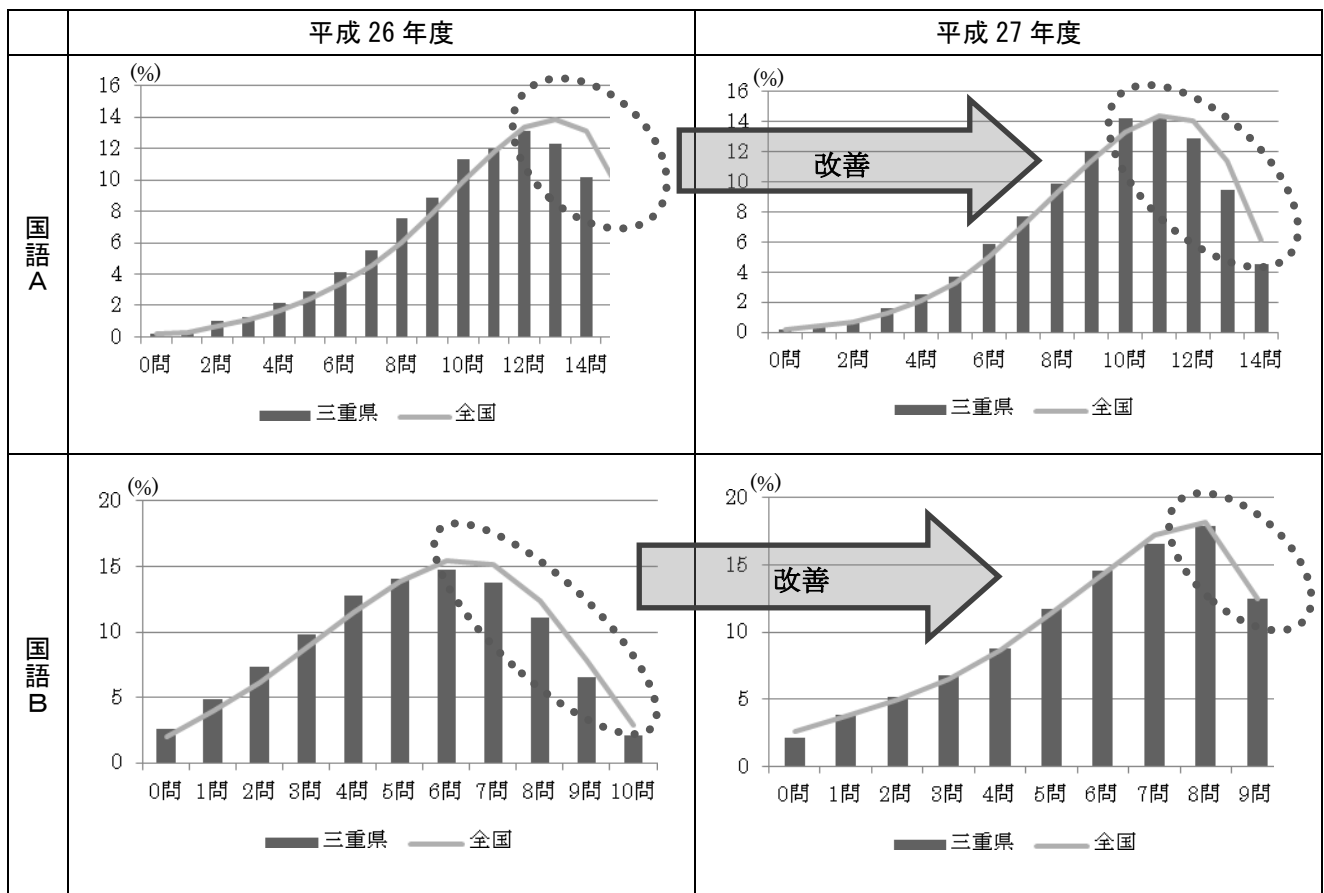 平成 26 年度
平成 27 年度
国語A
(%)
16
14
12
10
8
6
4
2
0
0問 2問 4問 6問 8問 10問 12問 14問
三重県 全国
改善
(%)
16
14
12
10
8
6
4
2
0
0問 2問 4問 6問 8問 10問 12問 14問
三重県 全国
国語B
(%)
20
15
10
5
0
0問 1問 2問 3問 4問 5問 6問 7問 8問 9問 10問
三重県 全国
改善
(%)
20
15
10
5
0
0問 1問 2問 3問 4問 5問 6問 7問 8問 9問
三重県 全国